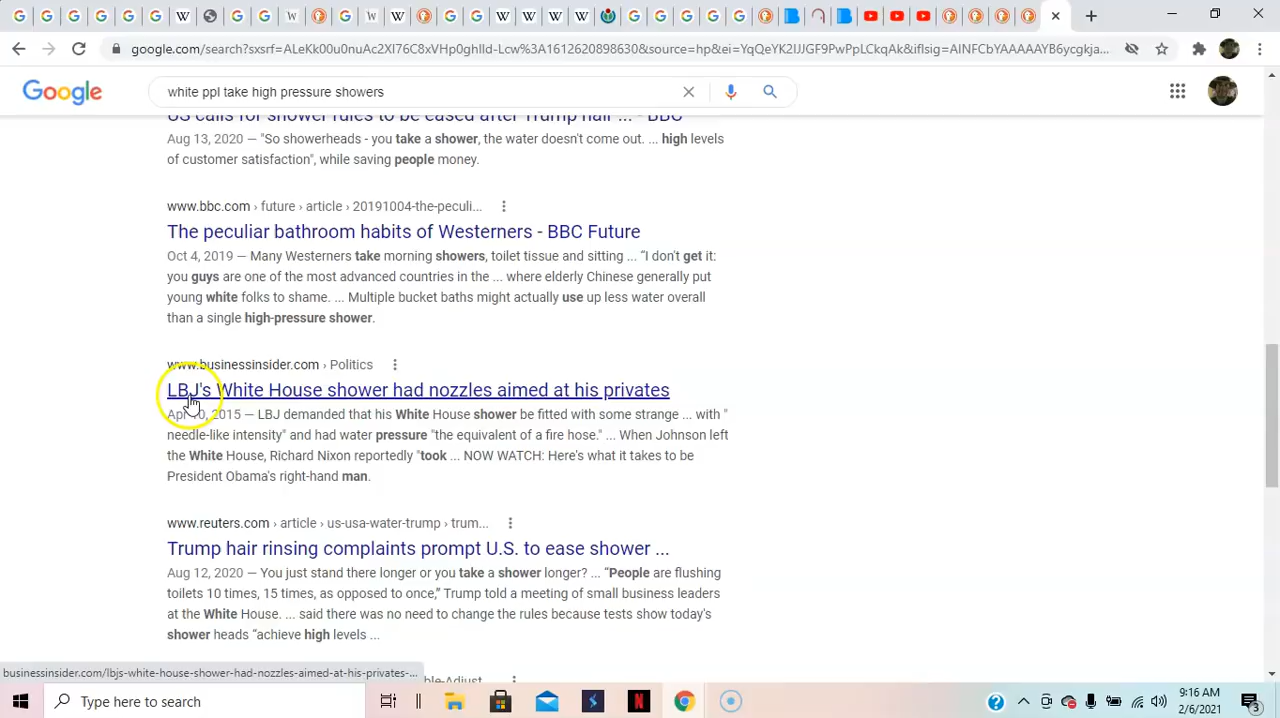 google.com/search?sxsrf=ALeKk00u0nuAc2XI76C8xVHp0ghlld-Lcw%3A1612620898630&source=hp&ei=YqQeYK2IJJGF9PwPpLCkqAk&iflsig=AINFCbYAAAAAYB6ycgkja...
Google
white ppl take high pressure showers
US calls for shower rules to be eased after Trump hair ... - BBC
Aug 13, 2020 — "So showerheads - you take a shower, the water doesn't come out. ... high levels
of customer satisfaction", while saving people money.
www.bbc.com › future › article › 20191004-the-peculi...
The peculiar bathroom habits of Westerners - BBC Future
Oct 4, 2019 — Many Westerners take morning showers, toilet tissue and sitting ... "I don't get it:
you guys are one of the most advanced countries in the ... where elderly Chinese generally put
young white folks to shame. ... Multiple bucket baths might actually use up less water overall
than a single high-pressure shower.
www.businessinsider.com › Politics
LBJ's White House shower had nozzles aimed at his privates
Apr 10, 2015 — LBJ demanded that his White House shower be fitted with some strange ... with "
needle-like intensity" and had water pressure "the equivalent of a fire hose." ... When Johnson left
the White House, Richard Nixon reportedly "took ... NOW WATCH: Here's what it takes to be
President Obama's right-hand man.
www.reuters.com › article › us-usa-water-trump › trum...
Trump hair rinsing complaints prompt U.S. to ease shower ...
Aug 12, 2020 — You just stand there longer or you take a shower longer? ... "People are flushing
toilets 10 times, 15 times, as opposed to once," Trump told a meeting of small business leaders
at the White House. ... said there was no need to change the rules because tests show today's
shower heads "achieve high levels ...
businessinsider.com/lbjs-white-house-shower-had-nozzles-aimed-at-his-privates-...
Type here to search
9:16 AM
2/6/2021
3